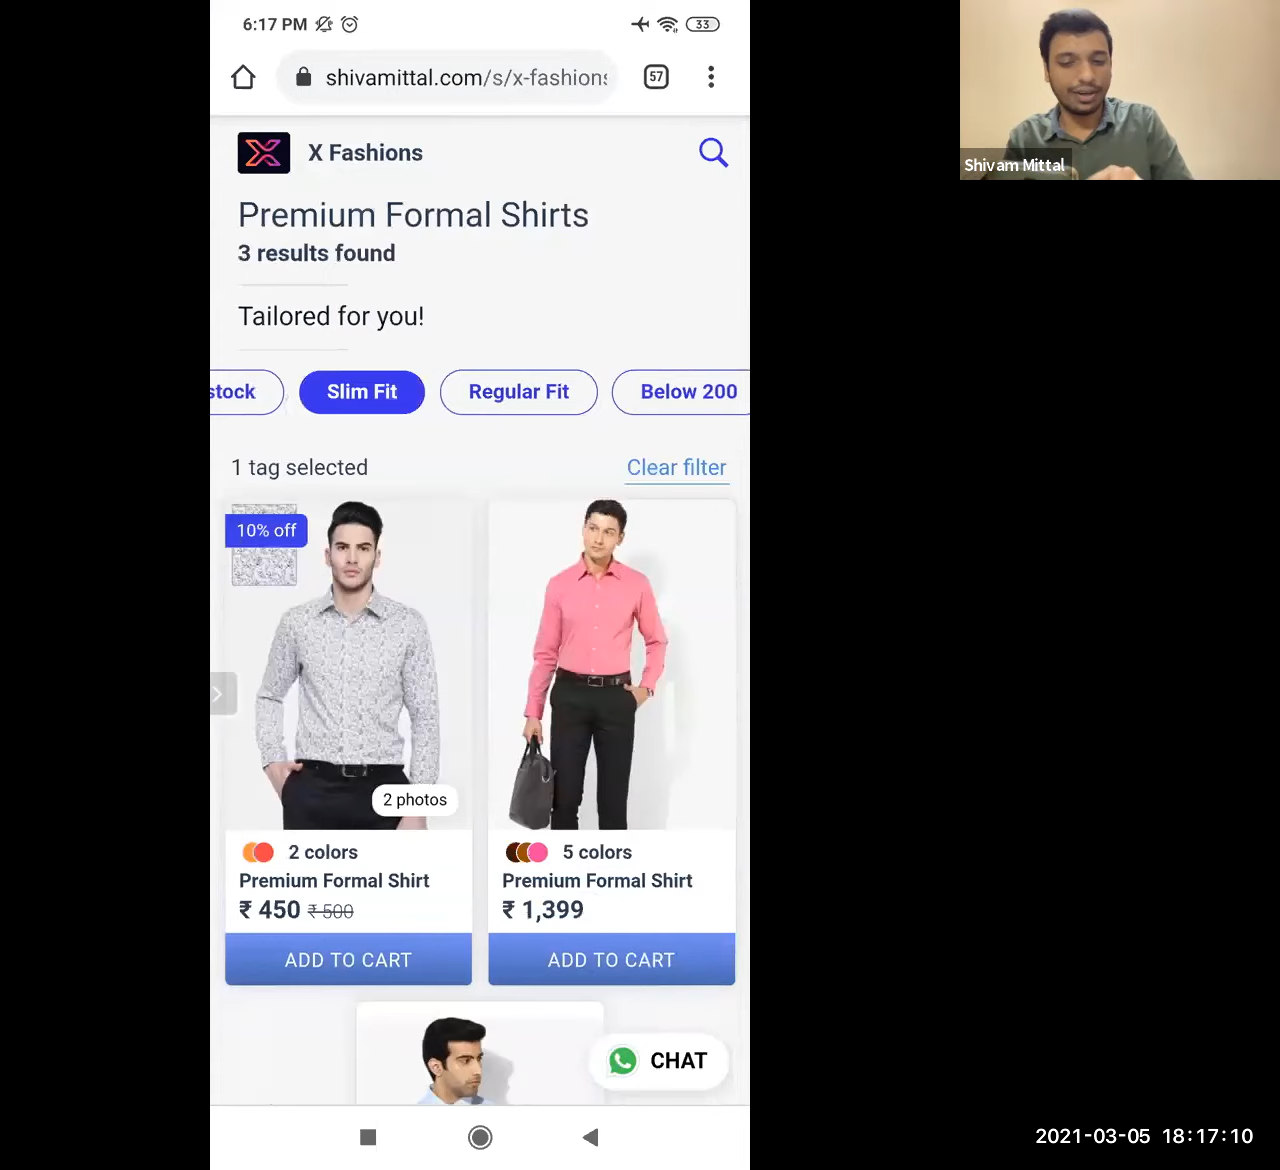 6:17 PM
33
shivamittal.com/s/x-fashions
57
X Fashions
Premium Formal Shirts
3 results found
Tailored for you!
stock
Slim Fit
Regular Fit
Below 200
1 tag selected
Clear filter
10% off
2 photos
2 colors
Premium Formal Shirt
₹ 450 ₹ 500
ADD TO CART
5 colors
Premium Formal Shirt
₹ 1,399
ADD TO CART
CHAT
Shivam Mittal
2021-03-05 18:17:10